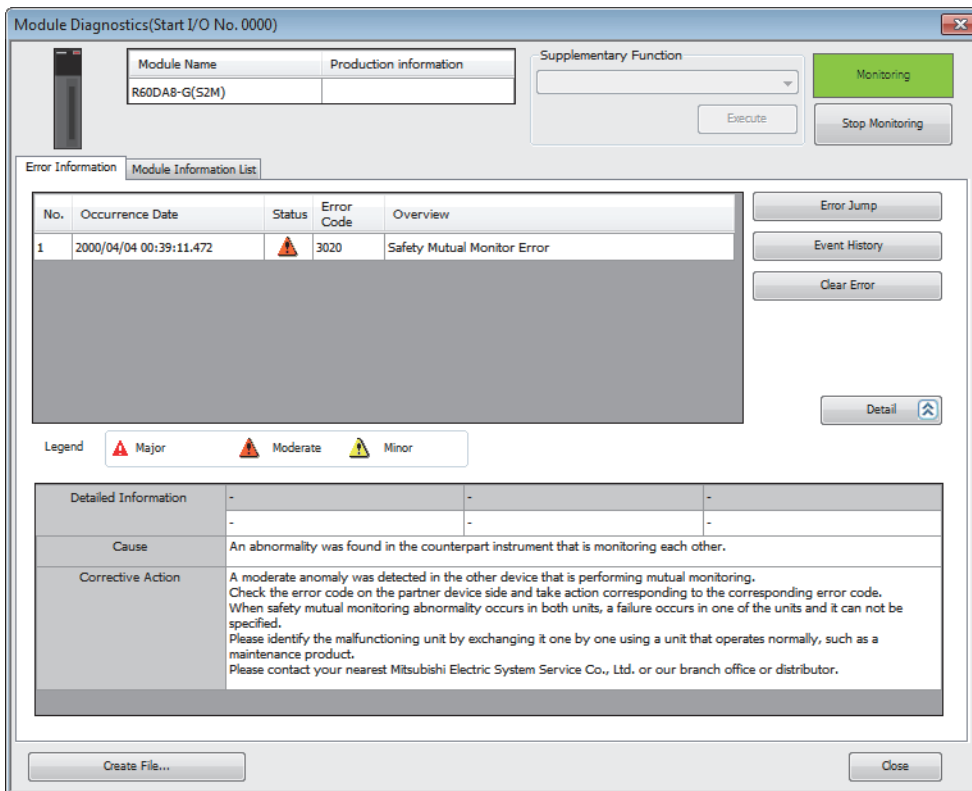 Module Diagnostics(Start I/O No. 0000)
Module Name Production information
R60DA8-G(S2M)
Supplementary Function
Execute
Monitoring
Stop Monitoring
Error Information Module Information List
No. Occurrence Date Status Error Code Overview
1 2000/04/04 00:39:11.472 3020 Safety Mutual Monitor Error
Error Jump
Event History
Clear Error
Detail
Legend Major Moderate Minor
Detailed Information - - -
- - -
Cause An abnormality was found in the counterpart instrument that is monitoring each other.
Corrective Action A moderate anomaly was detected in the other device that is performing mutual monitoring.
Check the error code on the partner device side and take action corresponding to the corresponding error code.
When safety mutual monitoring abnormality occurs in both units, a failure occurs in one of the units and it can not be
specified.
Please identify the malfunctioning unit by exchanging it one by one using a unit that operates normally, such as a
maintenance product.
Please contact your nearest Mitsubishi Electric System Service Co., Ltd. or our branch office or distributor.
Create File...
Close